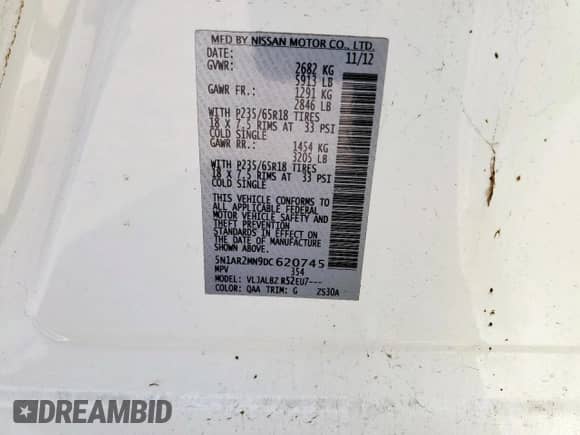 MFD BY NISSAN MOTOR CO., LTD.
DATE: 11/12
GVWR: 2682 KG
5913 LB
GAWR FR.: 1291 KG
2846 LB
WITH P235/65R18 TIRES
18 X 7.5 RIMS AT 33 PSI
COLD SINGLE
GAWR RR.: 1454 KG
3205 LB
WITH P235/65R18 TIRES
18 X 7.5 RIMS AT 33 PSI
COLD SINGLE
THIS VEHICLE CONFORMS TO
ALL APPLICABLE FEDERAL
MOTOR VEHICLE SAFETY AND
THEFT PREVENTION
STANDARDS IN EFFECT ON
THE DATE OF MANUFACTURE
SHOWN ABOVE.
5N1AR2MN9DC620745
MPV 354
MODEL: VLJALBZ R52EU7---
COLOR: QAA TRIM: G ZS30A
DREAMBID